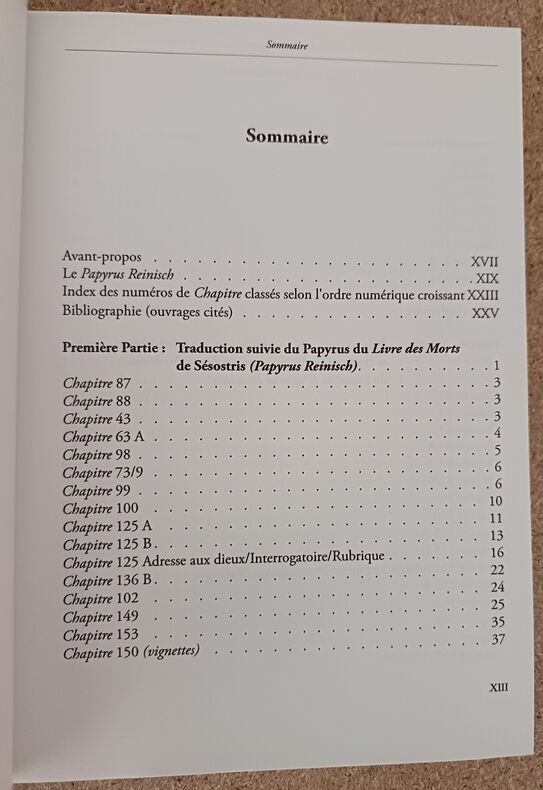 Sommaire
Sommaire
Avant-propos . . . . . . . . . . . . . . . . . . . . . . XVII
Le Papyrus Reinisch . . . . . . . . . . . . . . . . . . . . XIX
Index des numéros de Chapitre classés selon l'ordre numérique croissant XXIII
Bibliographie (ouvrages cités) . . . . . . . . . . . . . . . . XXV
Première Partie : Traduction suivie du Papyrus du Livre des Morts
de Sésostris (Papyrus Reinisch). . . . . . . . . . 1
Chapitre 87 . . . . . . . . . . . . . . . . . . . . . . . 3
Chapitre 88 . . . . . . . . . . . . . . . . . . . . . . . 3
Chapitre 43 . . . . . . . . . . . . . . . . . . . . . . . 3
Chapitre 63 A . . . . . . . . . . . . . . . . . . . . . . 4
Chapitre 98 . . . . . . . . . . . . . . . . . . . . . . . 5
Chapitre 73/9 . . . . . . . . . . . . . . . . . . . . . . 6
Chapitre 99 . . . . . . . . . . . . . . . . . . . . . . . 6
Chapitre 100 . . . . . . . . . . . . . . . . . . . . . . 10
Chapitre 125 A . . . . . . . . . . . . . . . . . . . . . 11
Chapitre 125 B . . . . . . . . . . . . . . . . . . . . . 13
Chapitre 125 Adresse aux dieux/Interrogatoire/Rubrique . . . . . . . 16
Chapitre 136 B . . . . . . . . . . . . . . . . . . . . . 22
Chapitre 102 . . . . . . . . . . . . . . . . . . . . . . 24
Chapitre 149 . . . . . . . . . . . . . . . . . . . . . . 25
Chapitre 153 . . . . . . . . . . . . . . . . . . . . . . 35
Chapitre 150 (vignettes) . . . . . . . . . . . . . . . . . . 37
XIII